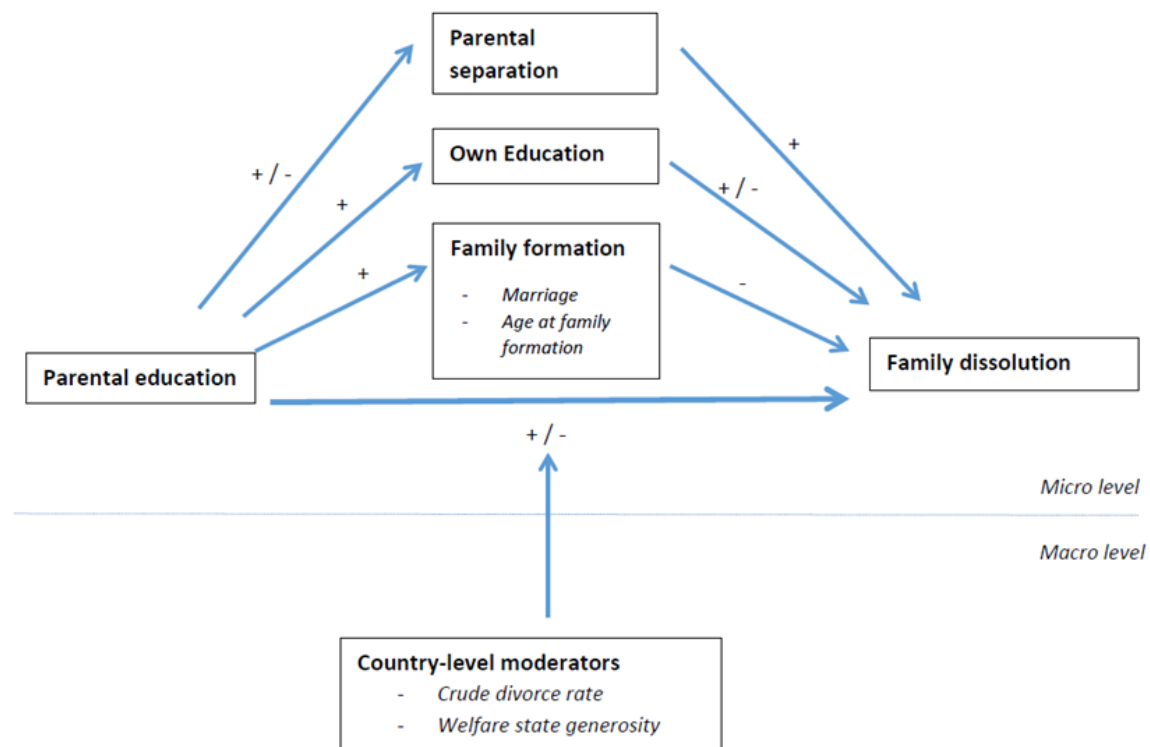 Parental
separation
+
Own Education
+ / -
+ / -
+
Family formation
+
- Marriage
-
- Age at family
formation
Parental education
Family dissolution
+ / -
Micro level
Macro level
Country-level moderators
- Crude divorce rate
- Welfare state generosity